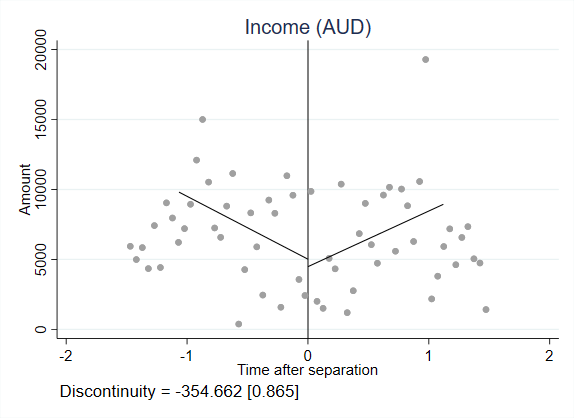 Income (AUD)
20000
15000
10000
5000
0
Amount
-2 -1 0 1 2
Time after separation
Discontinuity = -354.662 [0.865]